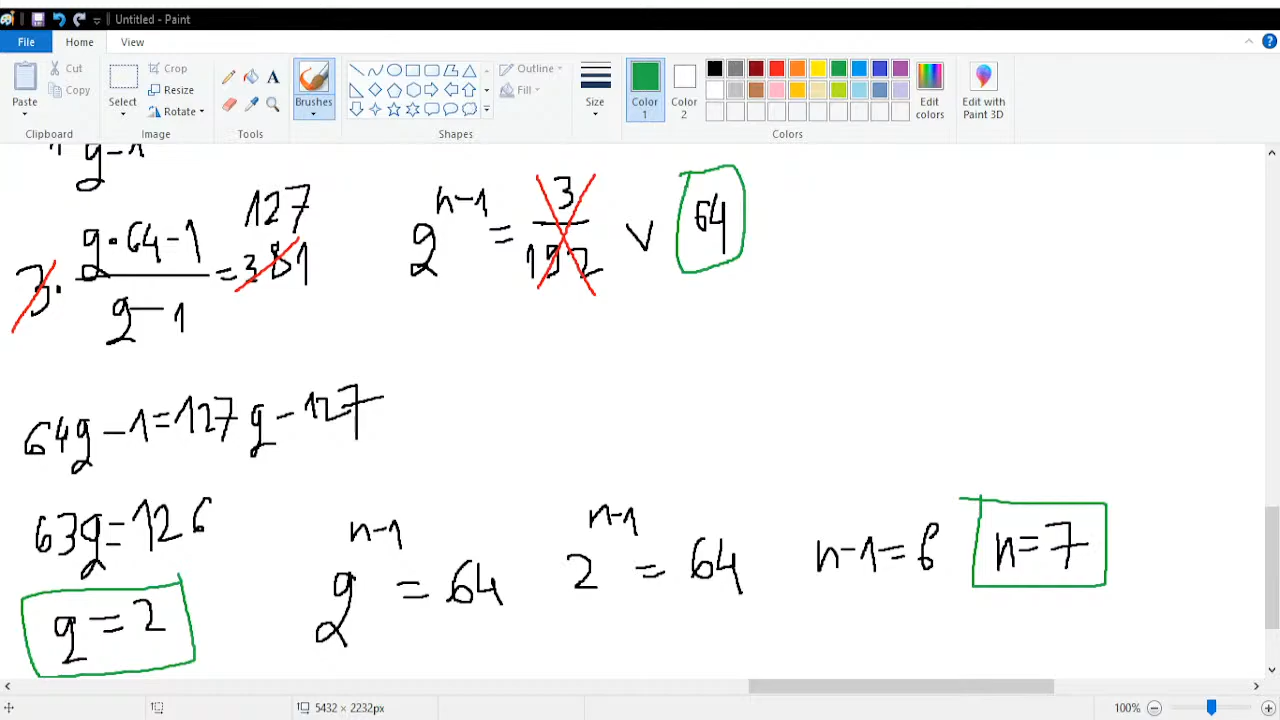 Untitled - Paint
File Home View
Paste Cut Copy Select Crop Resize Rotate Brushes Outline Fill Size Color 1 Color 2 Edit colors Edit with Paint 3D
Clipboard Image Tools Shapes Colors
q-1
3· (q·64-1)/(q-1) = 381 127
q^(n-1) = 3/192 v 64
64q-1=127q-127
63q=126
q=2
q^(n-1) = 64 2^(n-1) = 64 n-1=6 n=7
5432 × 2232px 100%